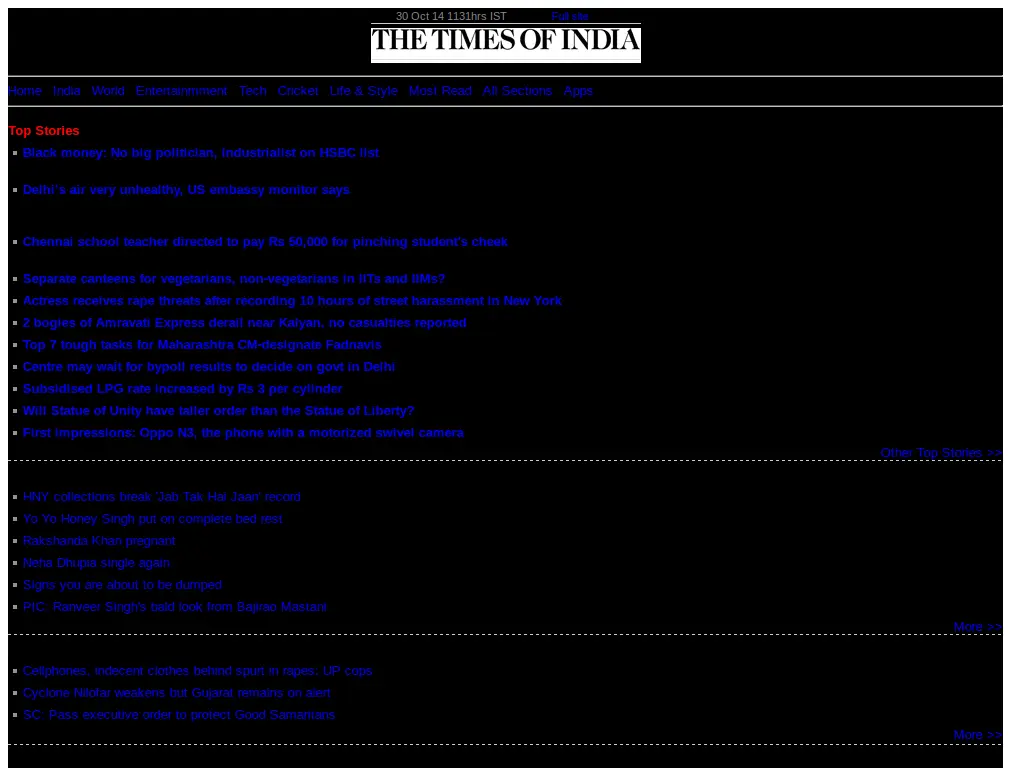 30 Oct 14 1131hrs IST Full site
THE TIMES OF INDIA
Home India World Entertainment Tech Cricket Life & Style Most Read All Sections Apps
Top Stories
Black money: No big politician, industrialist on HSBC list
Delhi's air very unhealthy, US embassy monitor says
Chennai school teacher directed to pay Rs 50,000 for pinching student's cheek
Separate canteens for vegetarians, non-vegetarians in IITs and IIMs?
Actress receives rape threats after recording 10 hours of street harassment in New York
2 bogies of Amravati Express derail near Kalyan, no casualties reported
Top 7 tough tasks for Maharashtra CM-designate Fadnavis
Centre may wait for bypoll results to decide on govt in Delhi
Subsidised LPG rate increased by Rs 3 per cylinder
Will Statue of Unity have taller order than the Statue of Liberty?
First impressions: Oppo N3, the phone with a motorized swivel camera
Other Top Stories >>
HNY collections break 'Jab Tak Hai Jaan' record
Yo Yo Honey Singh put on complete bed rest
Rakshanda Khan pregnant
Neha Dhupia single again
Signs you are about to be dumped
PIC: Ranveer Singh's bald look from Bajirao Mastani
More >>
Cellphones, indecent clothes behind spurt in rapes: UP cops
Cyclone Nilofar weakens but Gujarat remains on alert
SC: Pass executive order to protect Good Samaritans
More >>